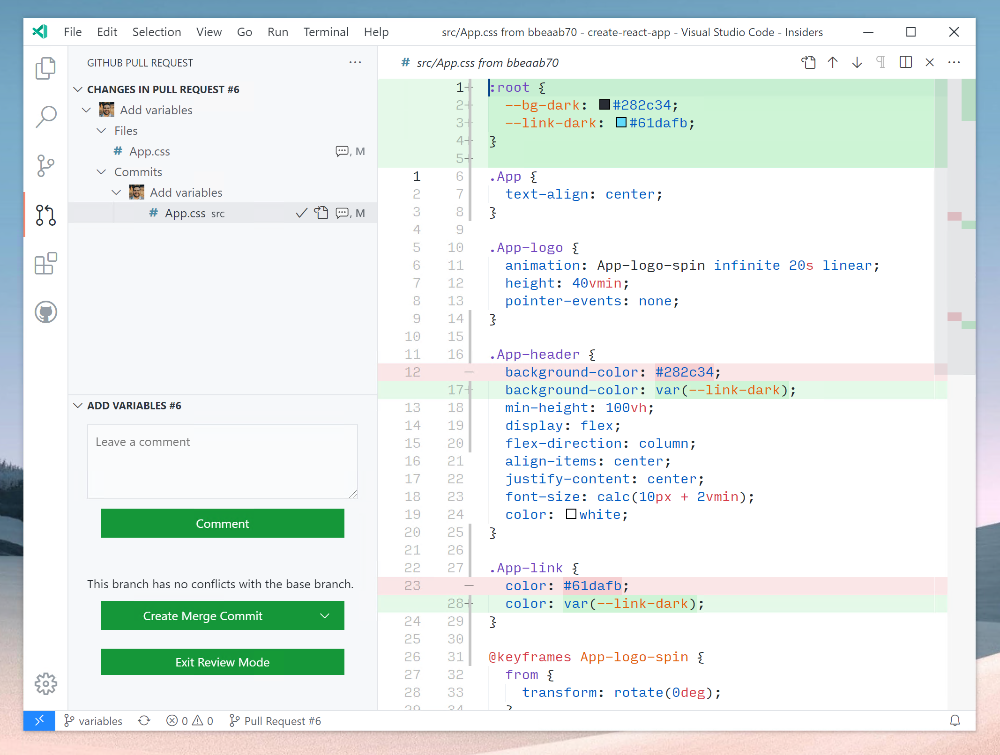 File Edit Selection View Go Run Terminal Help src/App.css from bbeaab70 - create-react-app - Visual Studio Code - Insiders
GITHUB PULL REQUEST ···
CHANGES IN PULL REQUEST #6
Add variables
Files
# App.css , M
Commits
Add variables
# App.css src , M
ADD VARIABLES #6
Leave a comment
Comment
This branch has no conflicts with the base branch.
Create Merge Commit
Exit Review Mode
# src/App.css from bbeaab70 ···
1+ :root {
2+ --bg-dark: #282c34;
3+ --link-dark: #61dafb;
4+ }
5+
1 6 .App {
2 7 text-align: center;
3 8 }
4 9
5 10 .App-logo {
6 11 animation: App-logo-spin infinite 20s linear;
7 12 height: 40vmin;
8 13 pointer-events: none;
9 14 }
10 15
11 16 .App-header {
12 - background-color: #282c34;
17+ background-color: var(--link-dark);
13 18 min-height: 100vh;
14 19 display: flex;
15 20 flex-direction: column;
16 21 align-items: center;
17 22 justify-content: center;
18 23 font-size: calc(10px + 2vmin);
19 24 color: white;
20 25 }
21 26
22 27 .App-link {
23 - color: #61dafb;
28+ color: var(--link-dark);
24 29 }
25 30
26 31 @keyframes App-logo-spin {
27 32 from {
28 33 transform: rotate(0deg);
29 34 }
variables 0 0 Pull Request #6